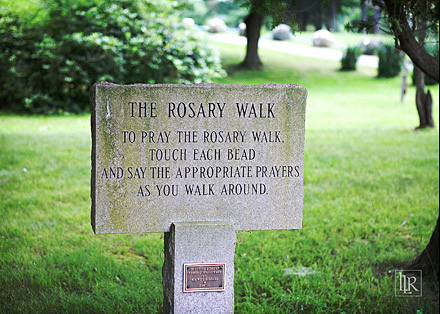 THE ROSARY WALK
TO PRAY THE ROSARY WALK,
TOUCH EACH BEAD
AND SAY THE APPROPRIATE PRAYERS
AS YOU WALK AROUND.